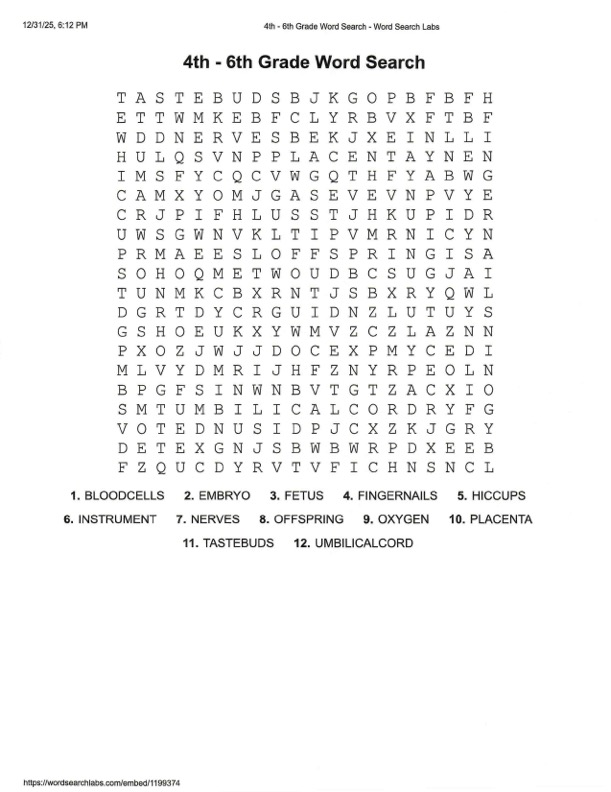 12/31/25, 6:12 PM
4th - 6th Grade Word Search - Word Search Labs
4th - 6th Grade Word Search
T A S T E B U D S B J K G O P B F B F H
E T T W M K E B F C L Y R B V X F T B F
W D D N E R V E S B E K J X E I N L L I
H U L Q S V N P P L A C E N T A Y N E N
I M S F Y C Q C V W G Q T H F Y A B W G
C A M X Y O M J G A S E V E V N P V Y E
C R J P I F H L U S S T J H K U P I D R
U W S G W N V K L T I P V M R N I C Y N
P R M A E E S L O F F S P R I N G I S A
S O H O Q M E T W O U D B C S U G J A I
T U N M K C B X R N T J S B X R Y Q W L
D G R T D Y C R G U I D N Z L U T U Y S
G S H O E U K X Y W M V Z C Z L A Z N N
P X O Z J W J J D O C E X P M Y C E D I
M L V Y D M R I J H F Z N Y R P E O L N
B P G F S I N W N B V T G T Z A C X I O
S M T U M B I L I C A L C O R D R Y F G
V O T E D N U S I D P J C X Z K J G R Y
D E T E X G N J S B W B W R P D X E E B
F Z Q U C D Y R V T V F I C H N S N C L
1. BLOODCELLS 2. EMBRYO 3. FETUS 4. FINGERNAILS 5. HICCUPS
6. INSTRUMENT 7. NERVES 8. OFFSPRING 9. OXYGEN 10. PLACENTA
11. TASTEBUDS 12. UMBILICALCORD
https://wordsearchlabs.com/embed/1199374